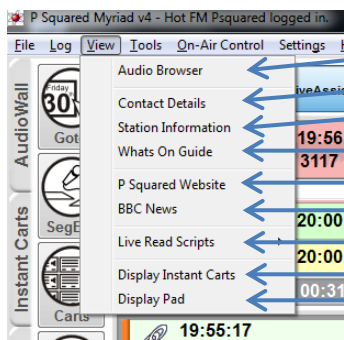 P Squared Myriad v4 - Hot FM Psquared logged in.
File Log View Tools On-Air Control Settings
Audio Browser
Contact Details
Station Information
Whats On Guide
P Squared Website
BBC News
Live Read Scripts
Display Instant Carts
Display Pad
AudioWall
Instant Carts
Friday
30
Got
SegE
Carts
iveAssi
19:56
3117
20:00
20:00
00:31
19:55:17